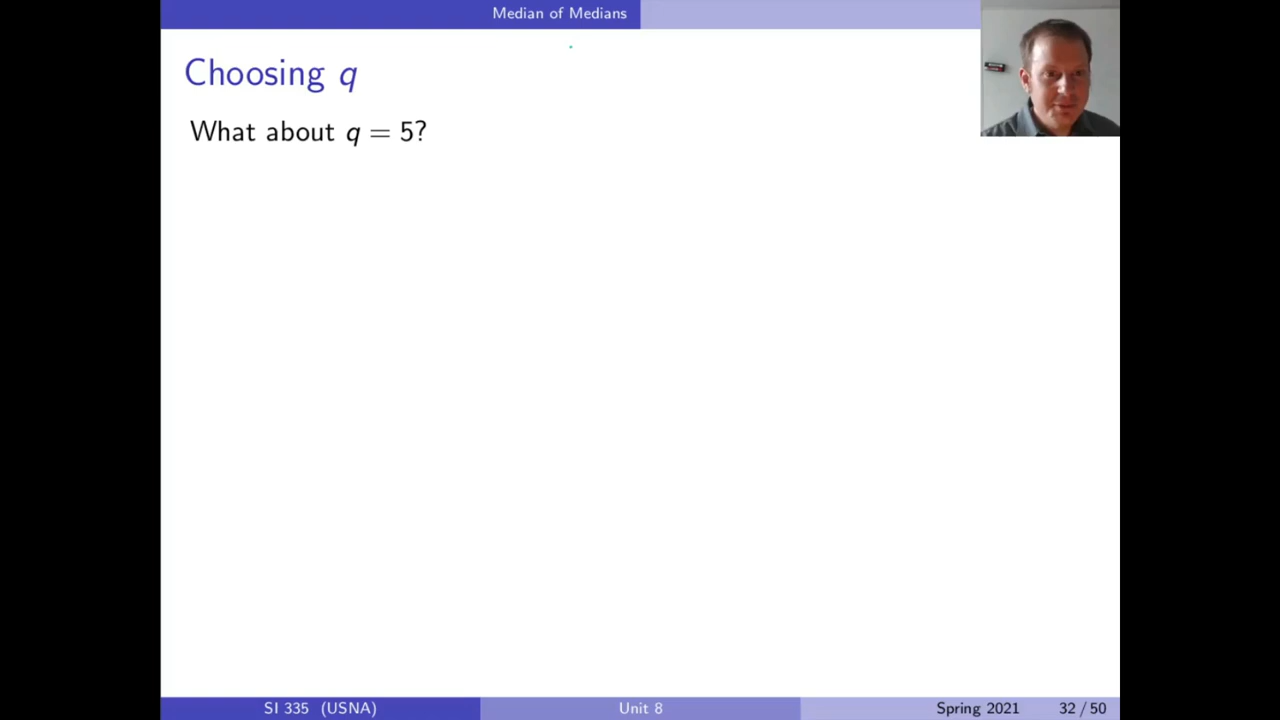 Median of Medians
Choosing q
What about q = 5?
SI 335 (USNA)
Unit 8
Spring 2021
32 / 50